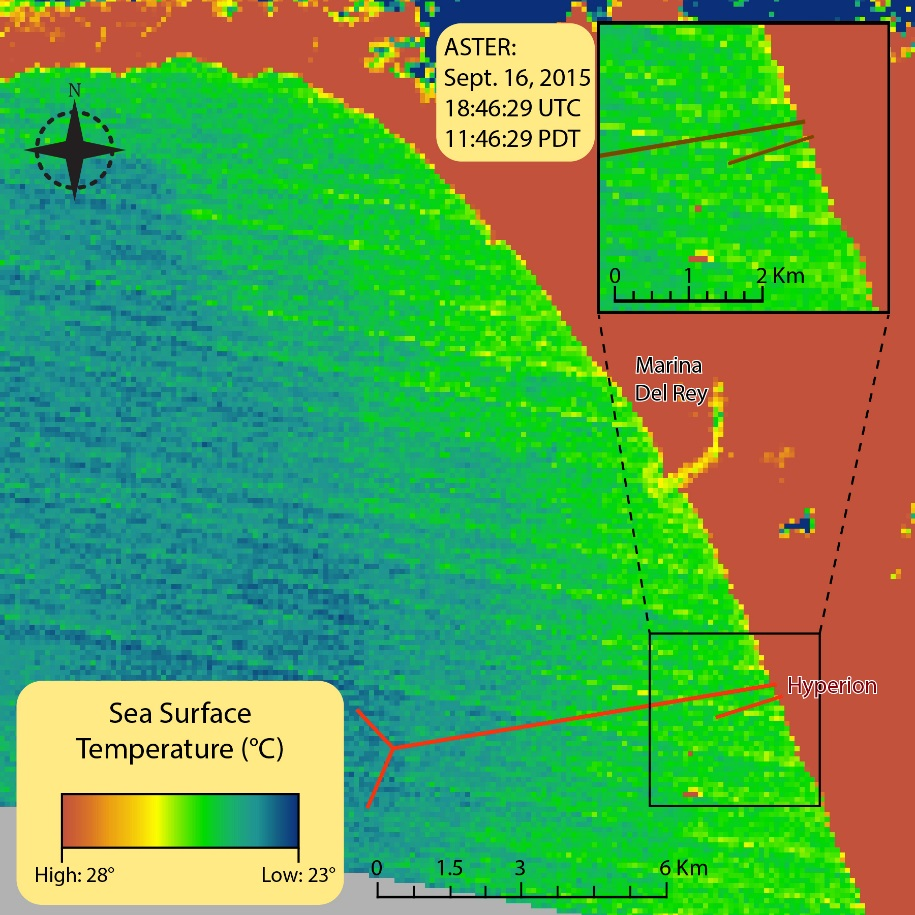 ASTER:
Sept. 16, 2015
18:46:29 UTC
11:46:29 PDT
N
0 1 2 Km
Marina
Del Rey
Hyperion
Sea Surface
Temperature (°C)
High: 28° Low: 23°
0 1.5 3 6 Km